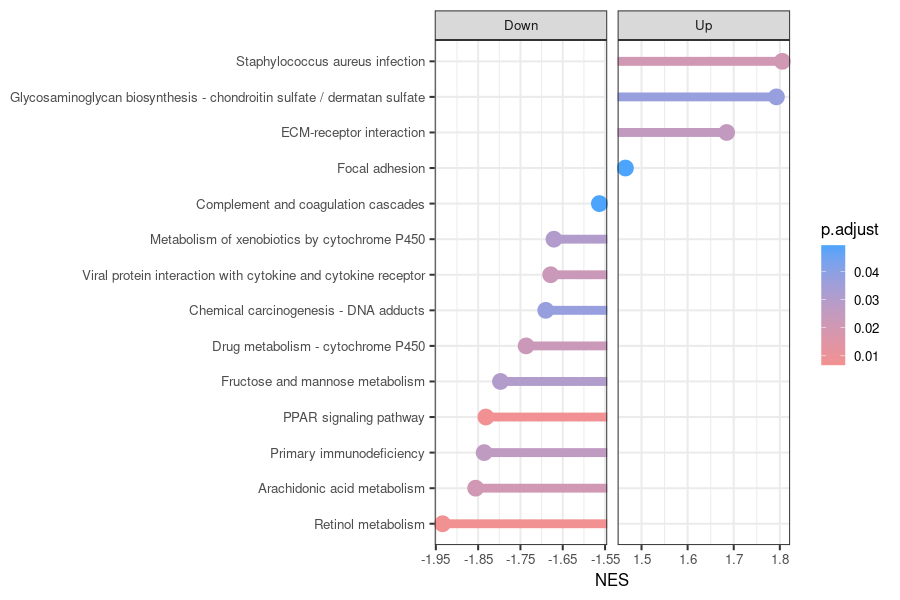 Down
Up
Staphylococcus aureus infection
Glycosaminoglycan biosynthesis - chondroitin sulfate / dermatan sulfate
ECM-receptor interaction
Focal adhesion
Complement and coagulation cascades
Metabolism of xenobiotics by cytochrome P450
Viral protein interaction with cytokine and cytokine receptor
Chemical carcinogenesis - DNA adducts
Drug metabolism - cytochrome P450
Fructose and mannose metabolism
PPAR signaling pathway
Primary immunodeficiency
Arachidonic acid metabolism
Retinol metabolism
-1.95 -1.85 -1.75 -1.65 -1.55 1.5 1.6 1.7 1.8
NES
p.adjust
0.04
0.03
0.02
0.01